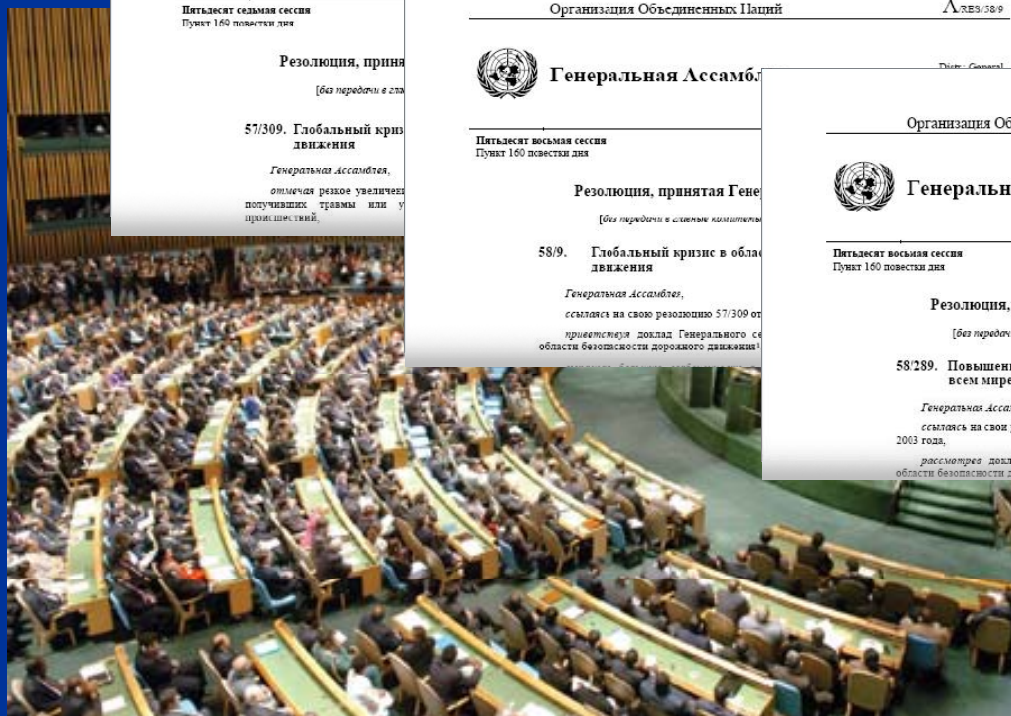 Пятьдесят седьмая сессия
Пункт 169 повестки дня
Резолюция, приня
[без передачи в гла
57/309. Глобальный криз
движения
Генеральная Ассамблея,
отмечая резкое увеличен
получивших травмы или у
происшествий,
Организация Объединенных Наций
A/RES/58/9
Distr.: General
Генеральная Ассамбл
Пятьдесят восьмая сессия
Пункт 160 повестки дня
Резолюция, принятая Гене
[без передачи в главные комитеты
58/9. Глобальный кризис в облас
движения
Генеральная Ассамблея,
ссылаясь на свою резолюцию 57/309 от
приветствуя доклад Генерального се
области безопасности дорожного движения¹
Организация Об
Генеральн
Пятьдесят восьмая сессия
Пункт 160 повестки дня
Резолюция,
[без передач
58/289. Повышени
всем мире
Генеральная Асса
ссылаясь на свои
2003 года,
рассмотрев докл
области безопасности д